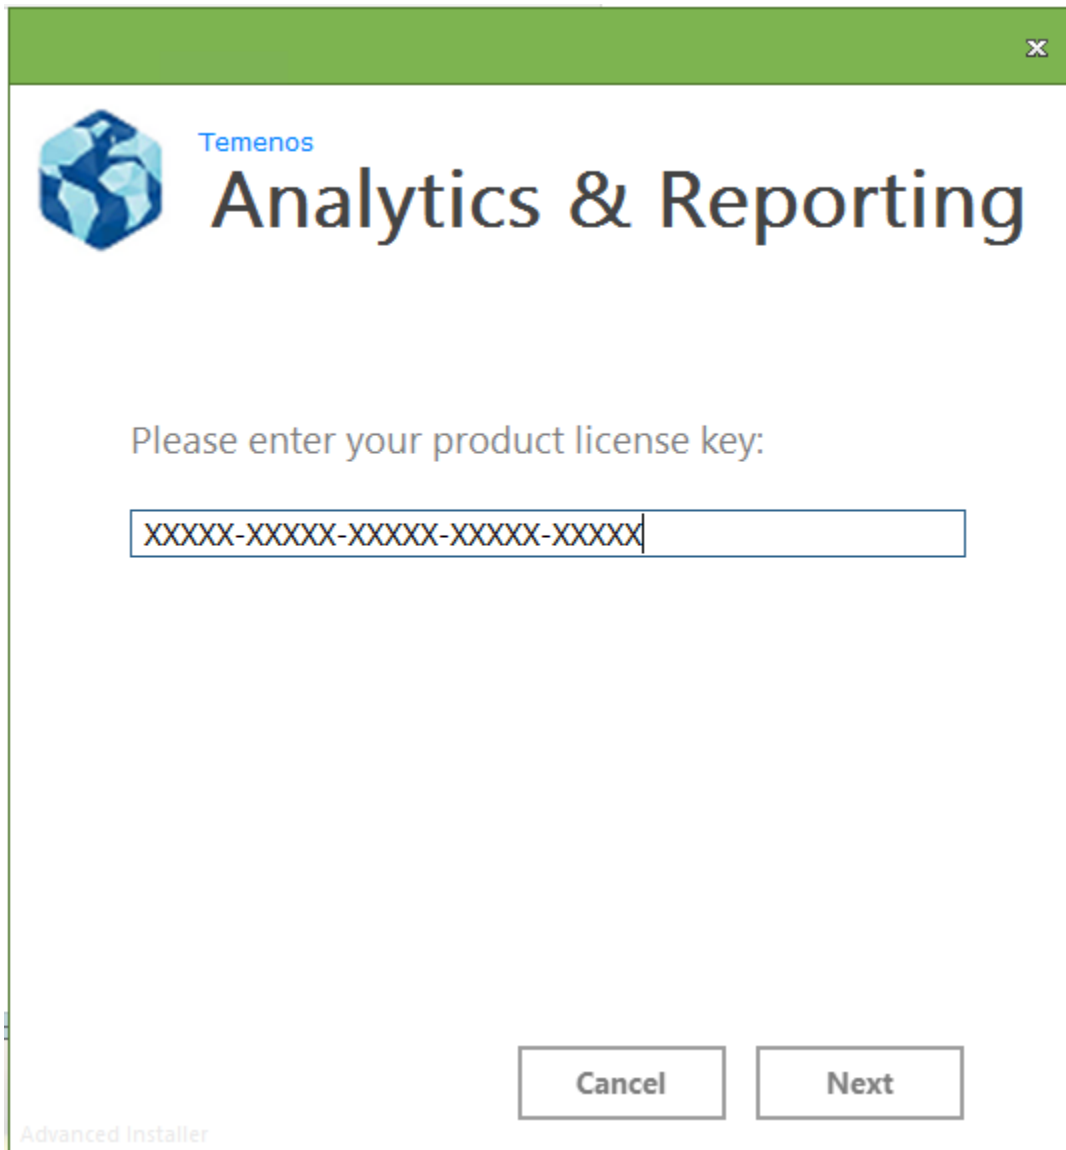 Temenos
Analytics & Reporting
Please enter your product license key:
XXXXX-XXXXX-XXXXX-XXXXX-XXXXX
Cancel Next
Advanced Installer